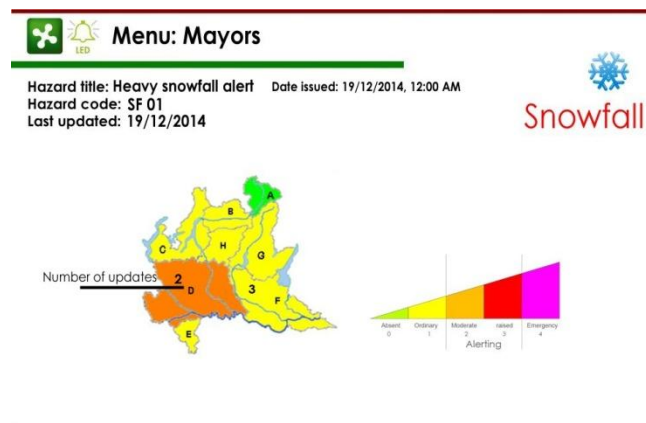 LED
Menu: Mayors
Hazard title: Heavy snowfall alert Date issued: 19/12/2014, 12:00 AM
Hazard code: SF 01
Last updated: 19/12/2014
Snowfall
A
B
C
H
G
Number of updates 2
D
3
F
E
Absent Ordinary Moderate raised Emergency
0 1 2 3 4
Alerting